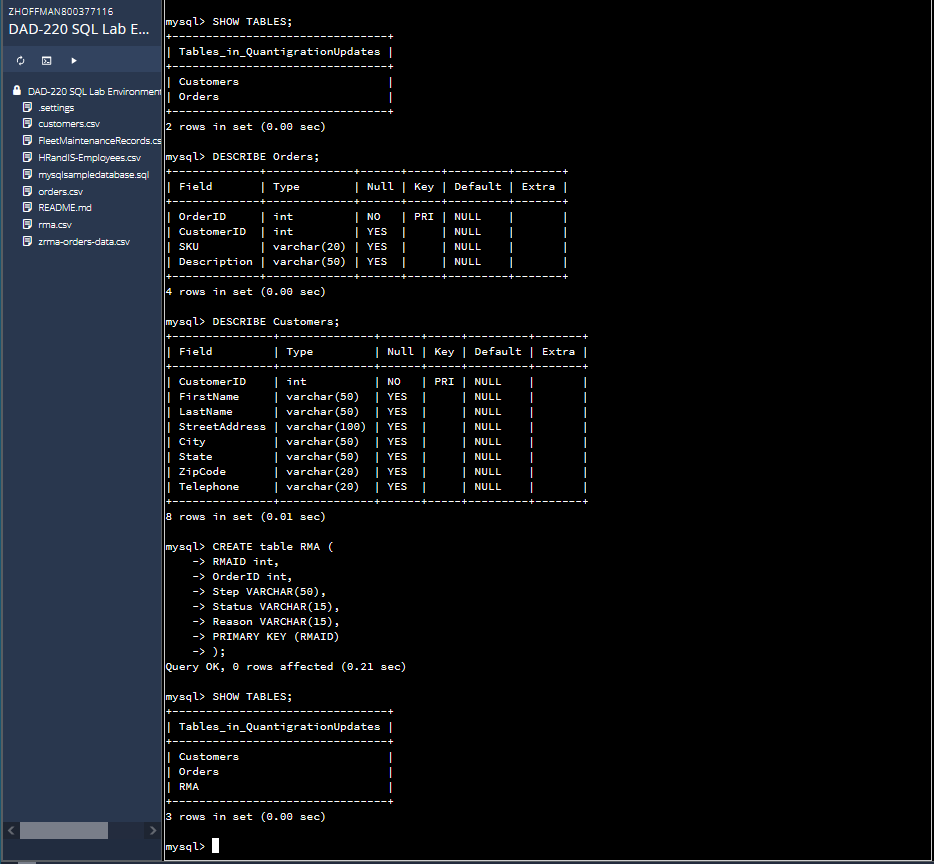 ZHOFFMAN800377116
DAD-220 SQL Lab E...
DAD-220 SQL Lab Environment
.settings
customers.csv
FleetMaintenanceRecords.cs
HRandIS-Employees.csv
mysqlsampledatabase.sql
orders.csv
README.md
rma.csv
zrma-orders-data.csv
mysql> SHOW TABLES;
+--------------------------------+
| Tables_in_QuantigrationUpdates |
+--------------------------------+
| Customers                      |
| Orders                         |
+--------------------------------+
2 rows in set (0.00 sec)
mysql> DESCRIBE Orders;
+-------------+-------------+------+-----+---------+-------+
| Field       | Type        | Null | Key | Default | Extra |
+-------------+-------------+------+-----+---------+-------+
| OrderID     | int         | NO   | PRI | NULL    |       |
| CustomerID  | int         | YES  |     | NULL    |       |
| SKU         | varchar(20) | YES  |     | NULL    |       |
| Description | varchar(50) | YES  |     | NULL    |       |
+-------------+-------------+------+-----+---------+-------+
4 rows in set (0.00 sec)
mysql> DESCRIBE Customers;
+---------------+--------------+------+-----+---------+-------+
| Field         | Type         | Null | Key | Default | Extra |
+---------------+--------------+------+-----+---------+-------+
| CustomerID    | int          | NO   | PRI | NULL    |       |
| FirstName     | varchar(50)  | YES  |     | NULL    |       |
| LastName      | varchar(50)  | YES  |     | NULL    |       |
| StreetAddress | varchar(100) | YES  |     | NULL    |       |
| City          | varchar(50)  | YES  |     | NULL    |       |
| State         | varchar(50)  | YES  |     | NULL    |       |
| ZipCode       | varchar(20)  | YES  |     | NULL    |       |
| Telephone     | varchar(20)  | YES  |     | NULL    |       |
+---------------+--------------+------+-----+---------+-------+
8 rows in set (0.01 sec)
mysql> CREATE table RMA (
    -> RMAID int,
    -> OrderID int,
    -> Step VARCHAR(50),
    -> Status VARCHAR(15),
    -> Reason VARCHAR(15),
    -> PRIMARY KEY (RMAID)
    -> );
Query OK, 0 rows affected (0.21 sec)
mysql> SHOW TABLES;
+--------------------------------+
| Tables_in_QuantigrationUpdates |
+--------------------------------+
| Customers                      |
| Orders                         |
| RMA                            |
+--------------------------------+
3 rows in set (0.00 sec)
mysql>